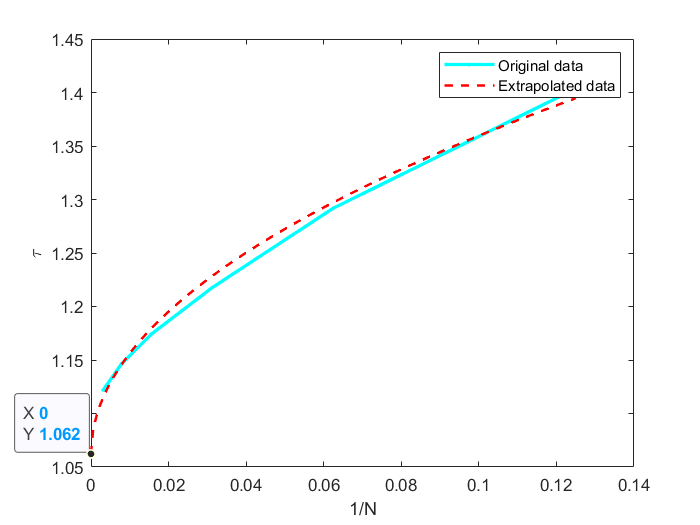 1.45
Original data
Extrapolated data
1.4
1.35
1.3
τ
1.25
1.2
1.15
X 0
Y 1.062
1.05
0
0.02
0.04
0.06
0.08
0.1
0.12
0.14
1/N